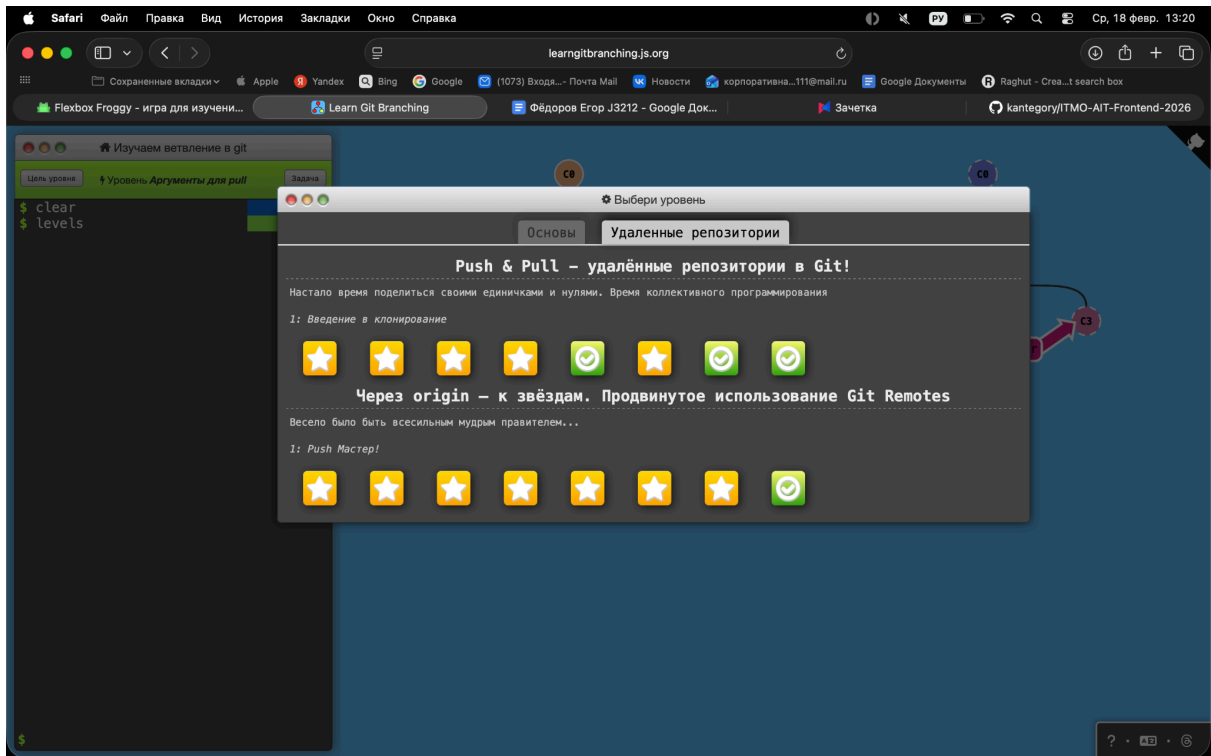 Safari Файл Правка Вид История Закладки Окно Справка РУ Ср, 18 февр. 13:20
learngitbranching.js.org
Сохраненные вкладки Apple Yandex Bing Google (1073) Входя...- Почта Mail Новости корпоративна...111@mail.ru Google Документы Raghut - Crea...t search box
Flexbox Froggy - игра для изучени... Learn Git Branching Фёдоров Егор J3212 - Google Док... Зачетка kantegory/ITMO-AIT-Frontend-2026
Изучаем ветвление в git
Цель уровня Уровень Аргументы для pull Задача
$ clear
$ levels
C0 C0
Выбери уровень
Основы Удаленные репозитории
Push & Pull – удалённые репозитории в Git!
Настало время поделиться своими единичками и нулями. Время коллективного программирования
1: Введение в клонирование
C3
Через origin – к звёздам. Продвинутое использование Git Remotes
Весело было быть всесильным мудрым правителем...
1: Push Мастер!
$
?